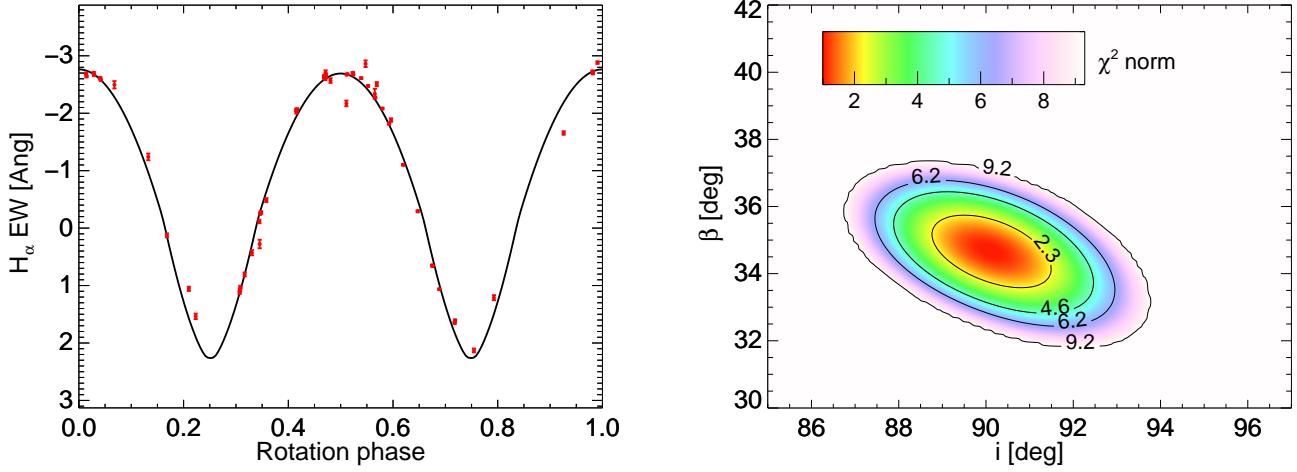 −3
−2
−1
0
1
2
3
Hα EW [Ang]
0.0 0.2 0.4 0.6 0.8 1.0
Rotation phase
42
40
38
36
34
32
30
β [deg]
χ² norm
2 4 6 8
9.2
6.2
2.3
4.6
6.2
9.2
86 88 90 92 94 96
i [deg]